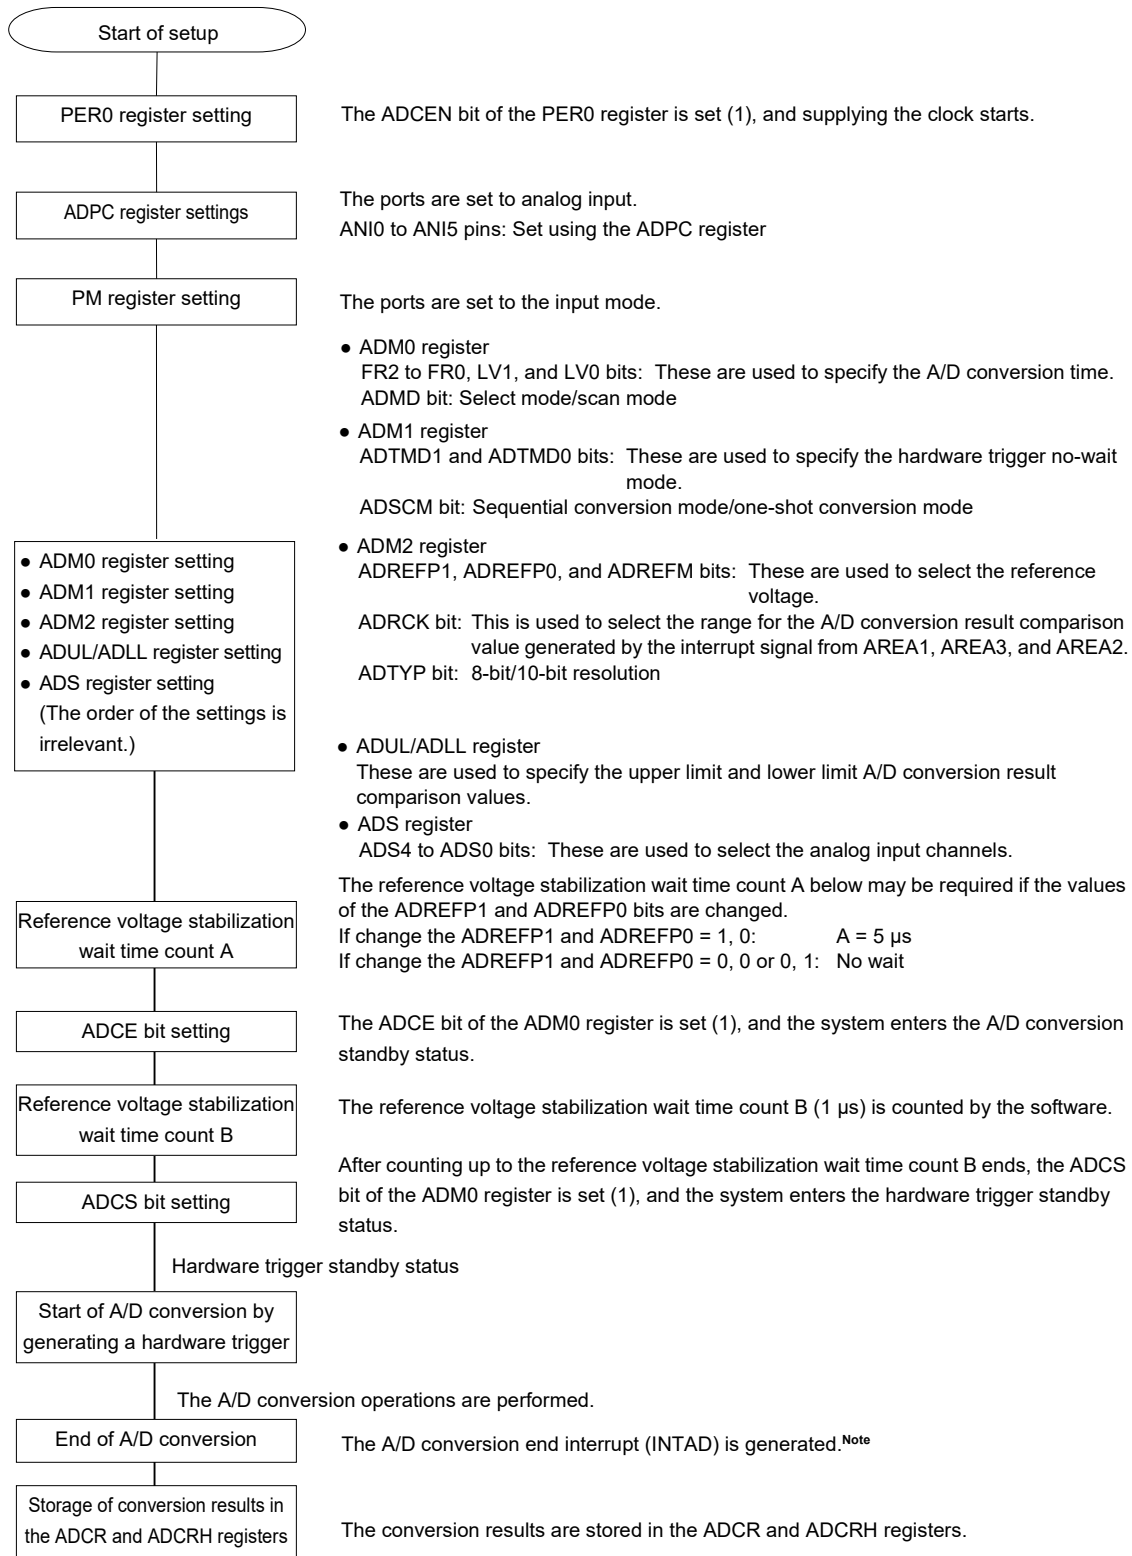 Start of setup
PER0 register setting
The ADCEN bit of the PER0 register is set (1), and supplying the clock starts.
ADPC register settings
The ports are set to analog input.
ANI0 to ANI5 pins: Set using the ADPC register
PM register setting
The ports are set to the input mode.
● ADM0 register
FR2 to FR0, LV1, and LV0 bits: These are used to specify the A/D conversion time.
ADMD bit: Select mode/scan mode
● ADM1 register
ADTMD1 and ADTMD0 bits: These are used to specify the hardware trigger no-wait
mode.
ADSCM bit: Sequential conversion mode/one-shot conversion mode
● ADM0 register setting
● ADM1 register setting
● ADM2 register setting
● ADUL/ADLL register setting
● ADS register setting
(The order of the settings is
irrelevant.)
● ADM2 register
ADREFP1, ADREFP0, and ADREFM bits: These are used to select the reference
voltage.
ADRCK bit: This is used to select the range for the A/D conversion result comparison
value generated by the interrupt signal from AREA1, AREA3, and AREA2.
ADTYP bit: 8-bit/10-bit resolution
● ADUL/ADLL register
These are used to specify the upper limit and lower limit A/D conversion result
comparison values.
● ADS register
ADS4 to ADS0 bits: These are used to select the analog input channels.
Reference voltage stabilization
wait time count A
The reference voltage stabilization wait time count A below may be required if the values
of the ADREFP1 and ADREFP0 bits are changed.
If change the ADREFP1 and ADREFP0 = 1, 0: A = 5 µs
If change the ADREFP1 and ADREFP0 = 0, 0 or 0, 1: No wait
ADCE bit setting
The ADCE bit of the ADM0 register is set (1), and the system enters the A/D conversion
standby status.
Reference voltage stabilization
wait time count B
The reference voltage stabilization wait time count B (1 µs) is counted by the software.
ADCS bit setting
After counting up to the reference voltage stabilization wait time count B ends, the ADCS
bit of the ADM0 register is set (1), and the system enters the hardware trigger standby
status.
Hardware trigger standby status
Start of A/D conversion by
generating a hardware trigger
The A/D conversion operations are performed.
End of A/D conversion
The A/D conversion end interrupt (INTAD) is generated.Note
Storage of conversion results in
the ADCR and ADCRH registers
The conversion results are stored in the ADCR and ADCRH registers.